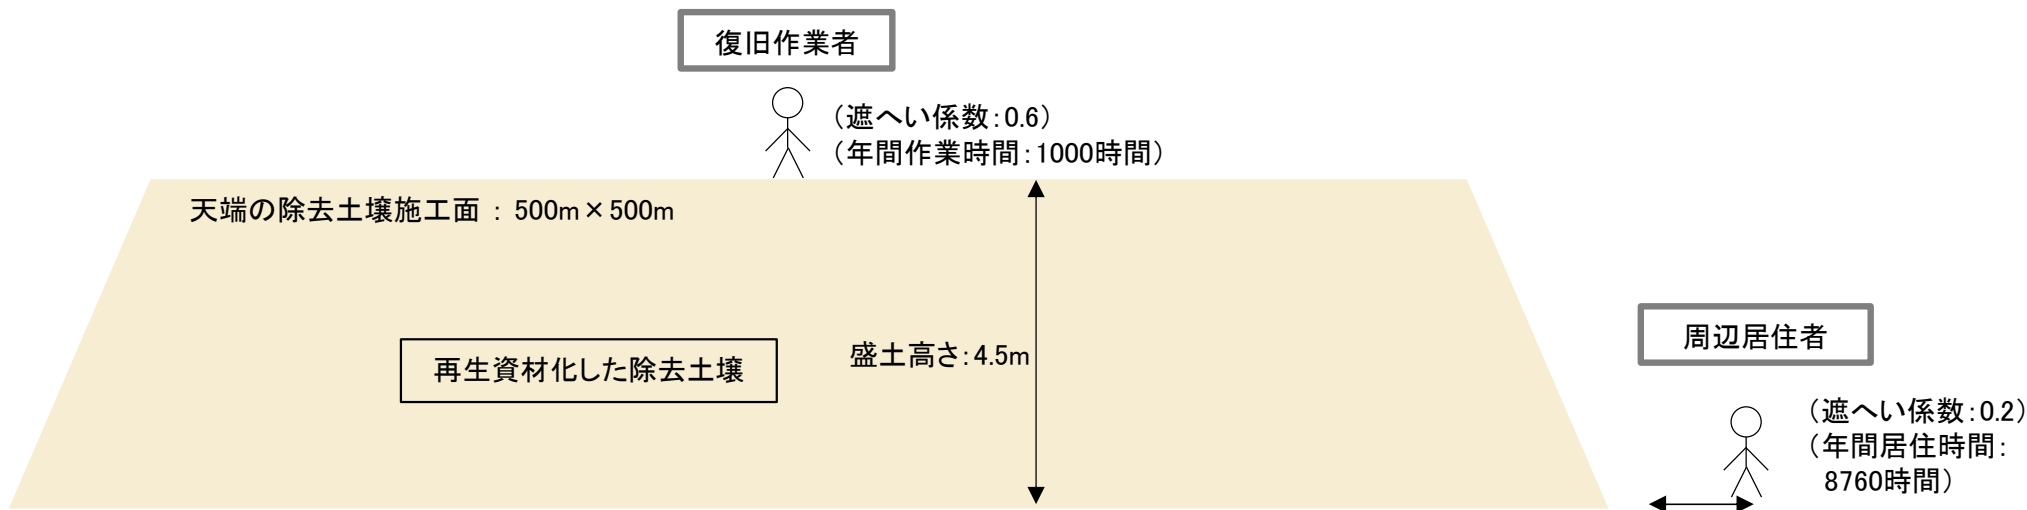 復旧作業者
（遮へい係数：0.6）
（年間作業時間：1000時間）
天端の除去土壌施工面 ： 500m×500m
再生資材化した除去土壌
盛土高さ：4.5m
周辺居住者
（遮へい係数：0.2）
（年間居住時間：
8760時間）